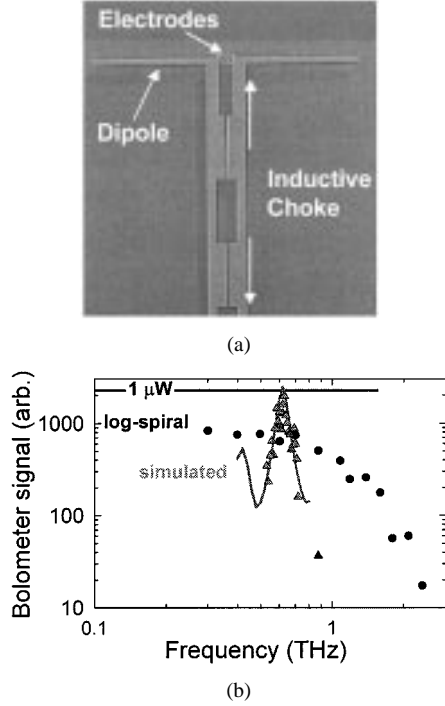 Electrodes
Dipole
Inductive
Choke
(a)
1 μW
log-spiral
simulated
1000
100
10
0.1
1
Bolometer signal (arb.)
Frequency (THz)
(b)